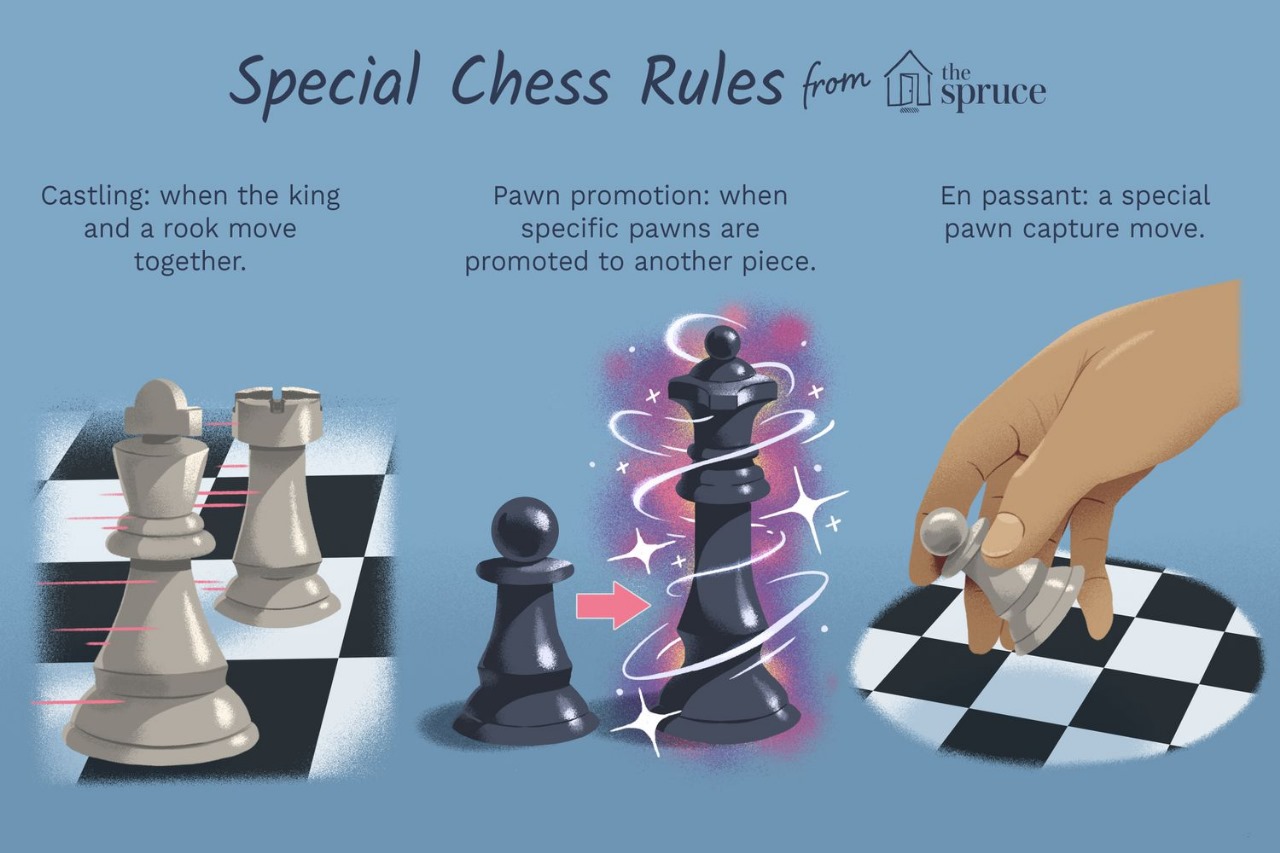 Special Chess Rules from the spruce
Castling: when the king
and a rook move
together.
Pawn promotion: when
specific pawns are
promoted to another piece.
En passant: a special
pawn capture move.